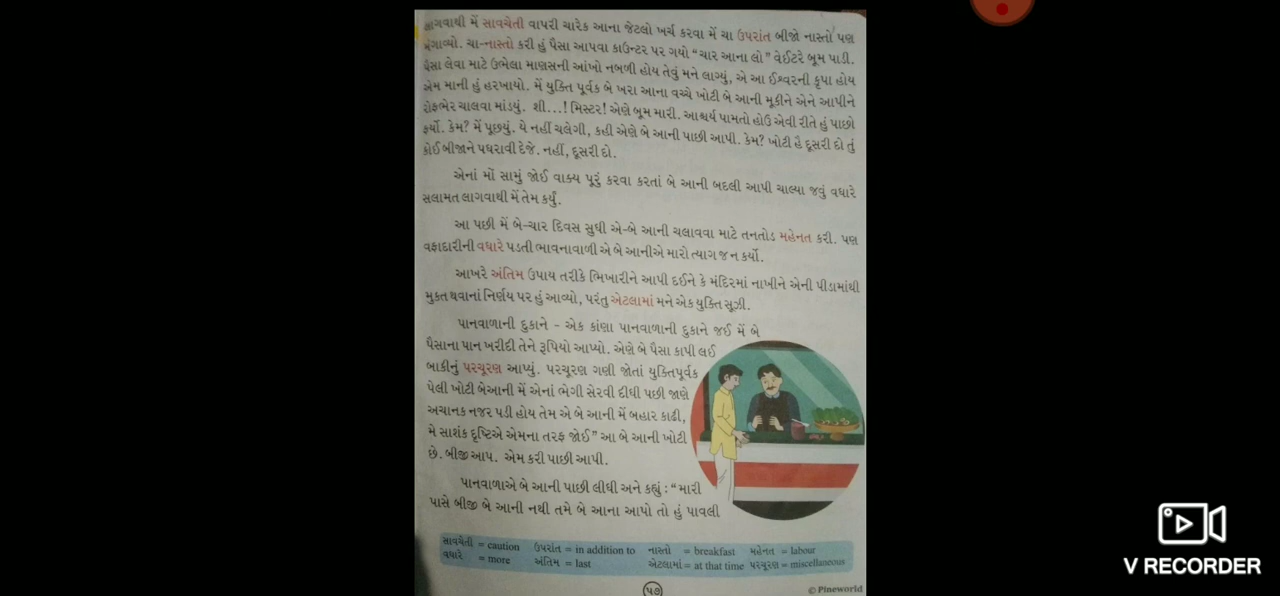 લાગવાથી મેં સાવચેતી વાપરી ચારેક આના જેટલો ખર્ચ કરવા મેં ચા ઉપરાંત બીજો નાસ્તો પણ
મંગાવ્યો. ચા-નાસ્તો કરી હું પૈસા આપવા કાઉન્ટર પર ગયો “ચાર આના લો” વેઈટરે બૂમ પાડી.
પૈસા લેવા માટે ઉભેલા માણસની આંખો નબળી હોય તેવું મને લાગ્યું, એ આ ઈશ્વરની કૃપા હોય
એમ માની હું હરખાયો. મેં યુક્તિ પૂર્વક બે ખરા આના વચ્ચે ખોટી બે આની મૂકીને એને આપીને
રોફભેર ચાલવા માંડયું. શી...! મિસ્ટર! એણે બૂમ મારી. આશ્ચર્ય પામતો હોઉ એવી રીતે હું પાછો
ફર્યો. કેમ? મેં પૂછયું. યે નહીં ચલેગી, કહી એણે બે આની પાછી આપી. કેમ? ખોટી હૈ દૂસરી દો તું
કોઈ બીજાને પધરાવી દેજે. નહીં, દૂસરી દો.
એનાં મોં સામું જોઈ વાક્ય પૂરું કરવા કરતાં બે આની બદલી આપી ચાલ્યા જવું વધારે
સલામત લાગવાથી મેં તેમ કર્યું.
આ પછી મેં બે-ચાર દિવસ સુધી એ-બે આની ચલાવવા માટે તનતોડ મહેનત કરી. પણ
વફાદારીની વધારે પડતી ભાવનાવાળી એ બે આનીએ મારો ત્યાગ જ ન કર્યો.
આખરે અંતિમ ઉપાય તરીકે ભિખારીને આપી દઈને કે મંદિરમાં નાખીને એની પીડામાંથી
મુક્ત થવાનાં નિર્ણય પર હું આવ્યો, પરંતુ એટલામાં મને એક યુક્તિ સૂઝી.
પાનવાળાની દુકાને - એક કાંણા પાનવાળાની દુકાને જઈ મેં બે
પૈસાના પાન ખરીદી તેને રૂપિયો આપ્યો. એણે બે પૈસા કાપી લઈ
બાકીનું પરચૂરણ આપ્યું. પરચૂરણ ગણી જોતાં યુક્તિપૂર્વક
પેલી ખોટી બેઆની મેં એનાં ભેગી સેરવી દીધી પછી જાણે
અચાનક નજર પડી હોય તેમ એ બે આની મેં બહાર કાઢી,
મે સાશંક દૃષ્ટિએ એમના તરફ જોઈ” આ બે આની ખોટી
છે. બીજી આપ. એમ કરી પાછી આપી.
પાનવાળાએ બે આની પાછી લીધી અને કહ્યું : “મારી
પાસે બીજી બે આની નથી તમે બે આના આપો તો હું પાવલી
સાવચેતી = caution ઉપરાંત = in addition to નાસ્તો = breakfast મહેનત = labour
વધારે = more અંતિમ = last એટલામાં = at that time પરચૂરણ = miscellaneous
૫૭
© Pineworld
V RECORDER